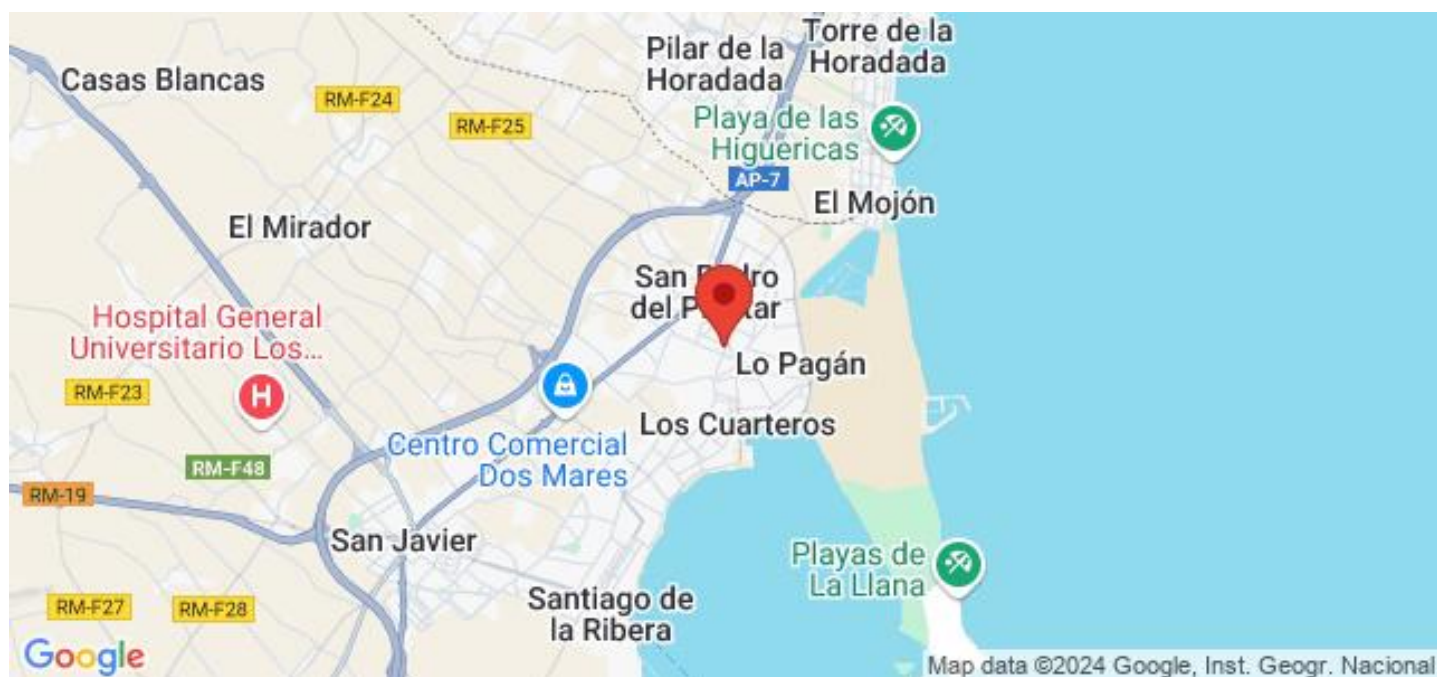 Torre de la
Horadada
Pilar de la
Horadada
Casas Blancas
RM-F24
RM-F25
Playa de las
Higuericas
AP-7
El Mojón
El Mirador
San
del
Hospital General
Universitario Los...
Lo Pagán
RM-F23
H
Los Cuarteros
Centro Comercial
Dos Mares
RM-F48
RM-19
San Javier
Playas de
La Llana
Santiago de
la Ribera
RM-F27
RM-F28
Google
Map data ©2024 Google, Inst. Geogr. Nacional